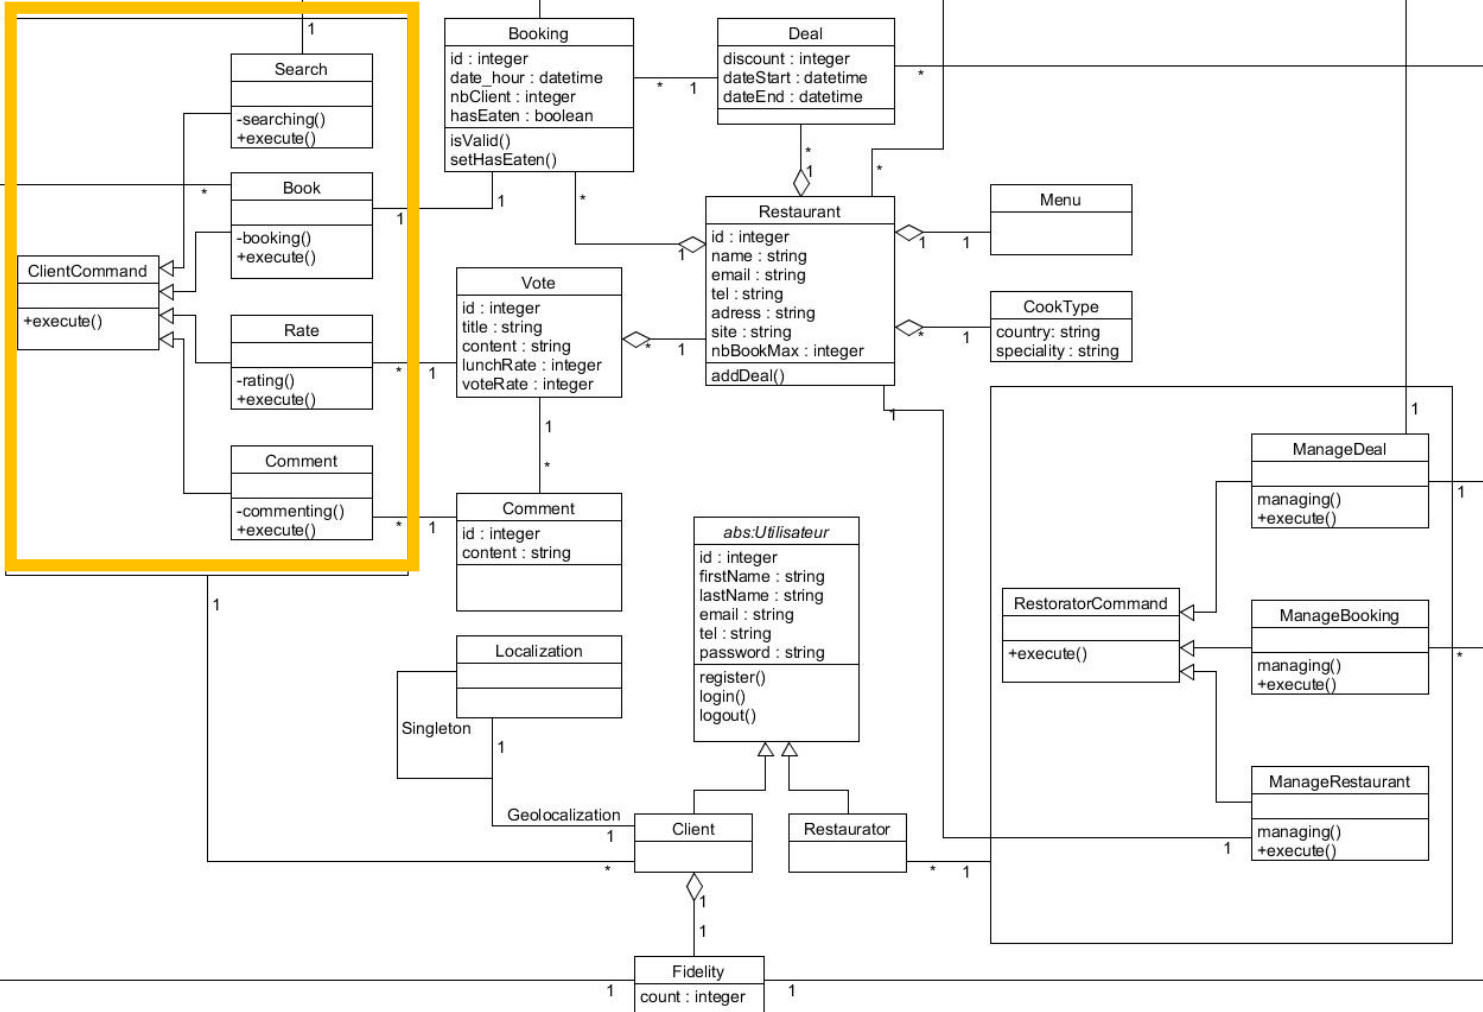 1
Search
-searching()
+execute()
*
Book
-booking()
+execute()
1
ClientCommand
+execute()
Rate
-rating()
+execute()
*
1
Comment
-commenting()
+execute()
*
1
1
Booking
id : integer
date_hour : datetime
nbClient : integer
hasEaten : boolean
isValid()
setHasEaten()
1
*
*
1
Deal
discount : integer
dateStart : datetime
dateEnd : datetime
*
*
1
*
Restaurant
id : integer
name : string
email : string
tel : string
adress : string
site : string
nbBookMax : integer
addDeal()
1
1
1
1
Menu
*
1
CookType
country: string
speciality : string
Vote
id : integer
title : string
content : string
lunchRate : integer
voteRate : integer
*
1
1
*
Comment
id : integer
content : string
Localization
Singleton
1
Geolocalization
1
abs:Utilisateur
id : integer
firstName : string
lastName : string
email : string
tel : string
password : string
register()
login()
logout()
Client
*
Restaurator
*
1
1
1
Fidelity
count : integer
1
1
1
ManageDeal
managing()
+execute()
1
RestoratorCommand
+execute()
ManageBooking
managing()
+execute()
*
ManageRestaurant
managing()
+execute()
1